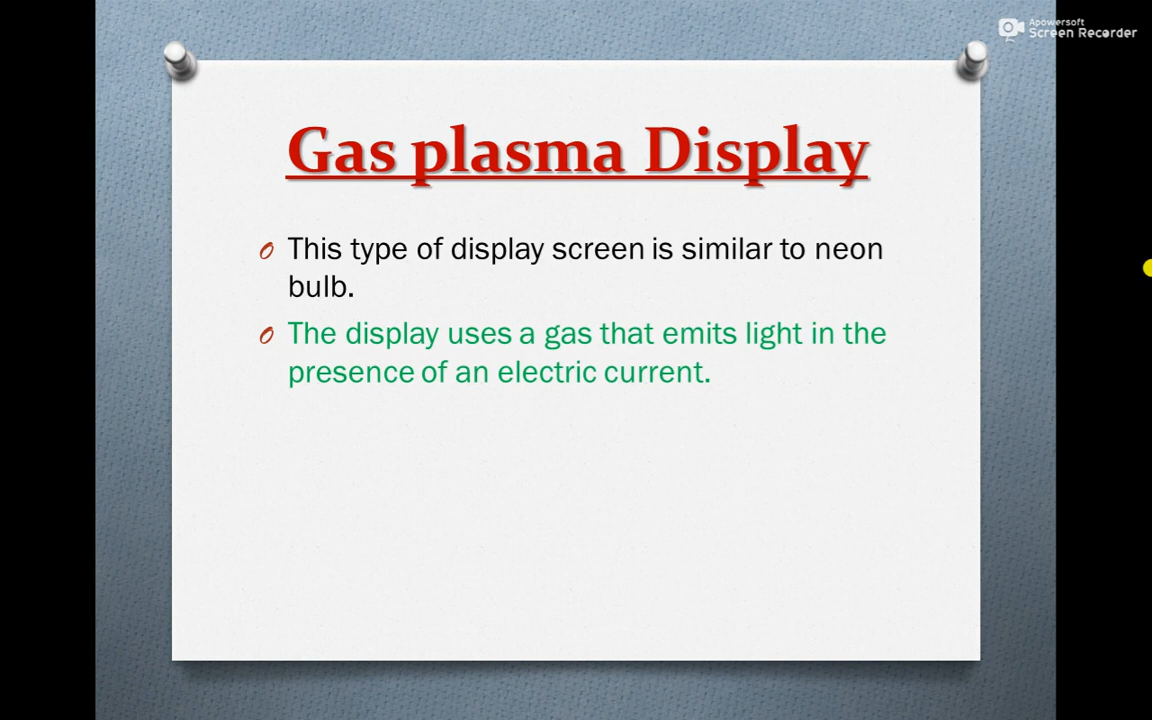 Apowersoft
Screen Recorder
Gas plasma Display
This type of display screen is similar to neon
bulb.
The display uses a gas that emits light in the
presence of an electric current.